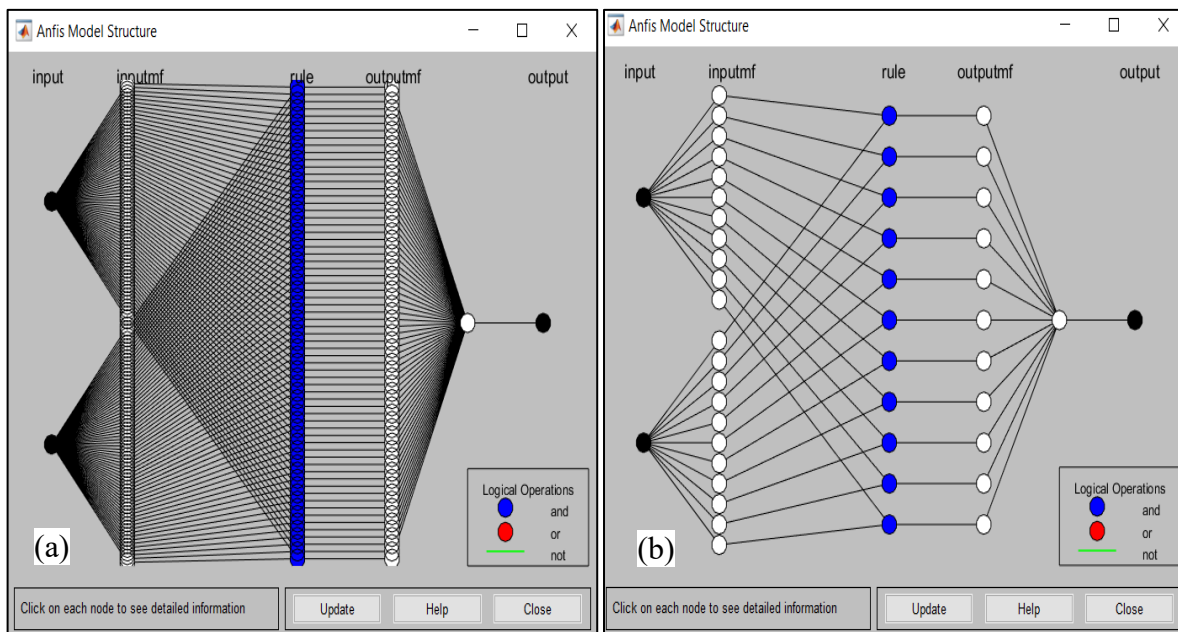 Anfis Model Structure
input inputmf rule outputmf output
Logical Operations
and
or
not
(a)
Click on each node to see detailed information Update Help Close
Anfis Model Structure
input inputmf rule outputmf output
Logical Operations
and
or
not
(b)
Click on each node to see detailed information Update Help Close